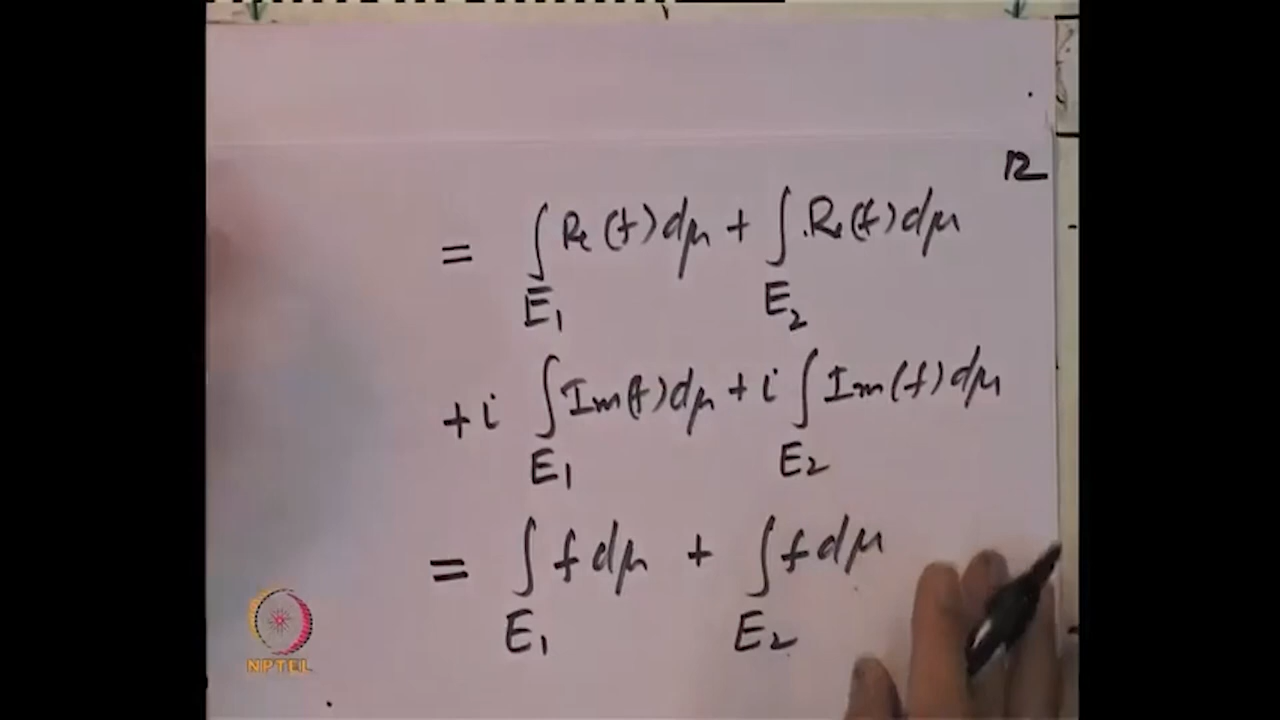 12
= ∫_{E₁} Re(f)dμ + ∫_{E₂} Re(f)dμ
+ i ∫_{E₁} Im(f)dμ + i ∫_{E₂} Im(f)dμ
= ∫_{E₁} f dμ + ∫_{E₂} f dμ
NPTEL